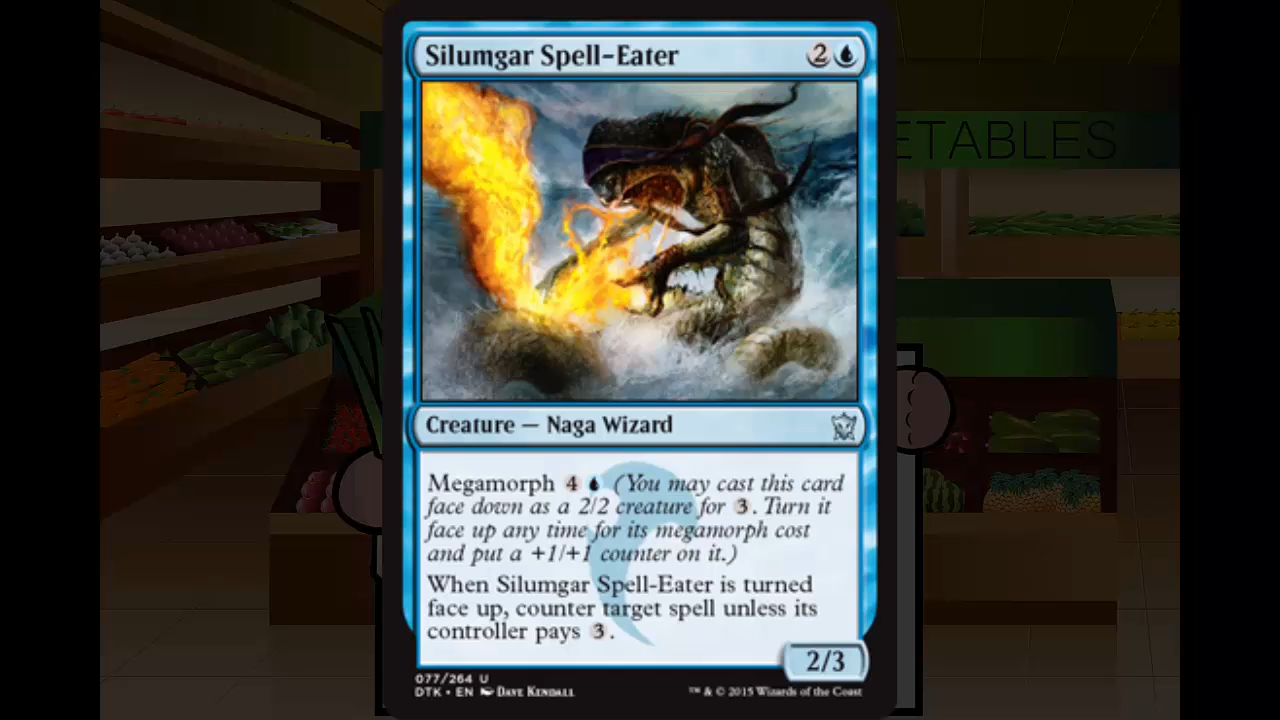 Silumgar Spell-Eater 2
ETABLES
Creature — Naga Wizard
Megamorph 4 (You may cast this card
face down as a 2/2 creature for 3. Turn it
face up any time for its megamorph cost
and put a +1/+1 counter on it.)
When Silumgar Spell-Eater is turned
face up, counter target spell unless its
controller pays 3.
2/3
077/264 U
DTK • EN Dave Kendall
™ & © 2015 Wizards of the Coast